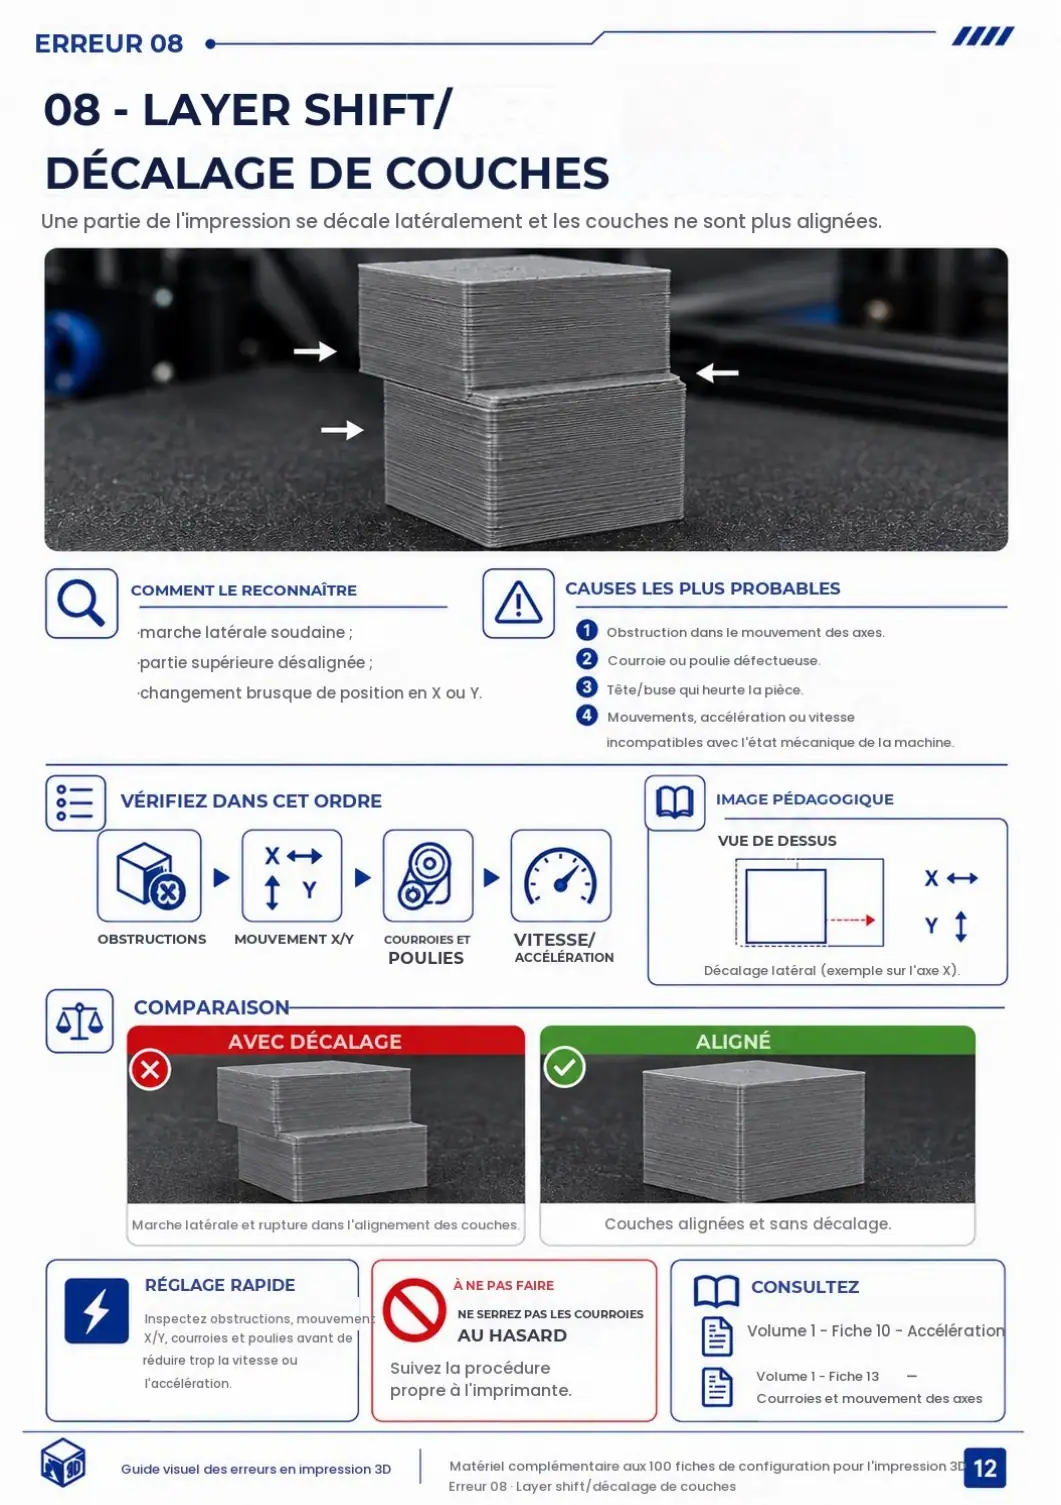 ERREUR 08
08 - LAYER SHIFT/
DÉCALAGE DE COUCHES
Une partie de l'impression se décale latéralement et les couches ne sont plus alignées.
COMMENT LE RECONNAÎTRE
·marche latérale soudaine ;
·partie supérieure désalignée ;
·changement brusque de position en X ou Y.
CAUSES LES PLUS PROBABLES
1 Obstruction dans le mouvement des axes.
2 Courroie ou poulie défectueuse.
3 Tête/buse qui heurte la pièce.
4 Mouvements, accélération ou vitesse
incompatibles avec l'état mécanique de la machine.
VÉRIFIEZ DANS CET ORDRE
X
Y
OBSTRUCTIONS
MOUVEMENT X/Y
COURROIES ET
POULIES
VITESSE/
ACCÉLÉRATION
IMAGE PÉDAGOGIQUE
VUE DE DESSUS
X
Y
Décalage latéral (exemple sur l'axe X).
COMPARAISON
AVEC DÉCALAGE
Marche latérale et rupture dans l'alignement des couches.
ALIGNÉ
Couches alignées et sans décalage.
RÉGLAGE RAPIDE
Inspectez obstructions, mouvement
X/Y, courroies et poulies avant de
réduire trop la vitesse ou
l'accélération.
À NE PAS FAIRE
NE SERREZ PAS LES COURROIES
AU HASARD
Suivez la procédure
propre à l'imprimante.
CONSULTEZ
Volume 1 - Fiche 10 - Accélération
Volume 1 - Fiche 13 –
Courroies et mouvement des axes
Guide visuel des erreurs en impression 3D
Matériel complémentaire aux 100 fiches de configuration pour l'impression 3D
Erreur 08 · Layer shift/décalage de couches
12